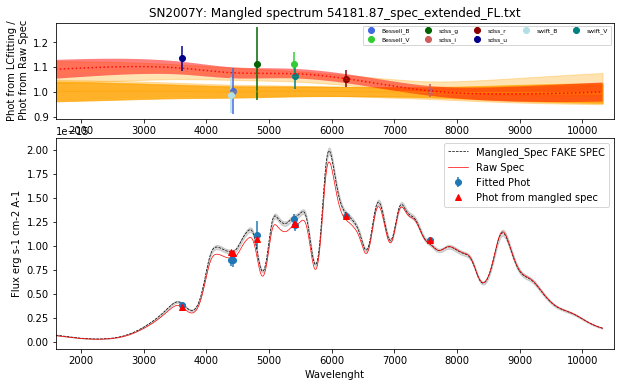 SN2007Y: Mangled spectrum 54181.87_spec_extended_FL.txt
Phot from LCfitting /
Phot from Raw Spec
1.2
1.1
1.0
0.9
Bessell_B
Bessell_V
sdss_g
sdss_i
sdss_r
sdss_u
swift_B
swift_V
2000 3000 4000 5000 6000 7000 8000 9000 10000
Flux erg s-1 cm-2 A-1
2.00
1.75
1.50
1.25
1.00
0.75
0.50
0.25
0.00
Mangled_Spec FAKE SPEC
Raw Spec
Fitted Phot
Phot from mangled spec
2000 3000 4000 5000 6000 7000 8000 9000 10000
Wavelenght